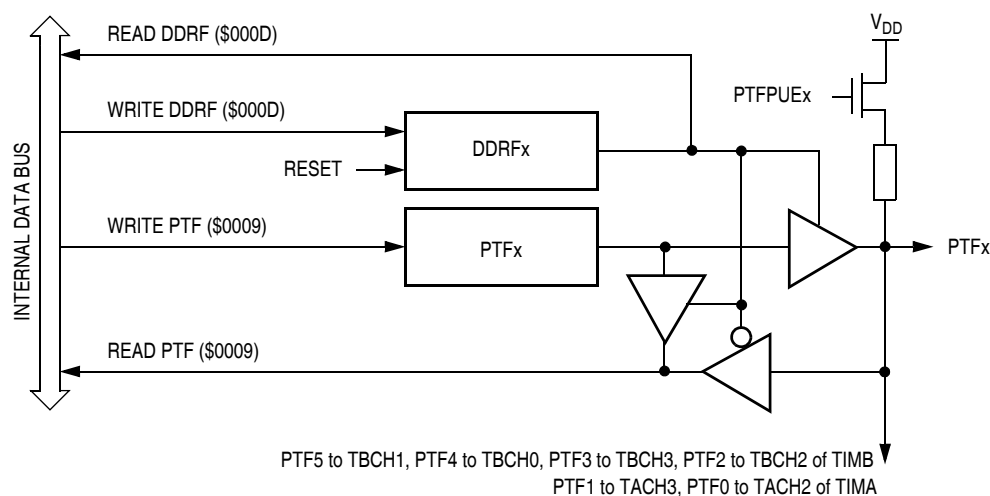 READ DDRF ($000D)
VDD
PTFPUEx
WRITE DDRF ($000D)
DDRFx
RESET
INTERNAL DATA BUS
WRITE PTF ($0009)
PTFx
PTFx
READ PTF ($0009)
PTF5 to TBCH1, PTF4 to TBCH0, PTF3 to TBCH3, PTF2 to TBCH2 of TIMB
PTF1 to TACH3, PTF0 to TACH2 of TIMA